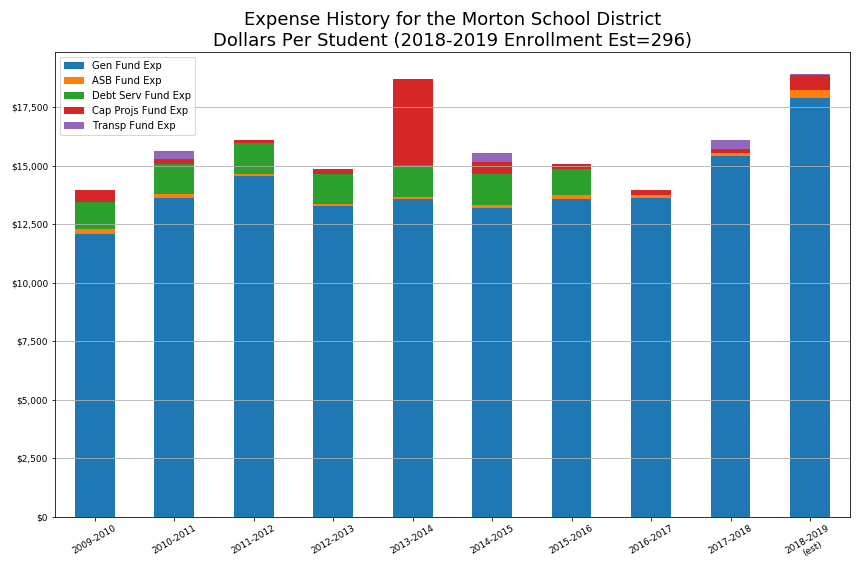 Expense History for the Morton School District
Dollars Per Student (2018-2019 Enrollment Est=296)
Gen Fund Exp
ASB Fund Exp
Debt Serv Fund Exp
Cap Projs Fund Exp
Transp Fund Exp
$17,500
$15,000
$12,500
$10,000
$7,500
$5,000
$2,500
$0
2009-2010
2010-2011
2011-2012
2012-2013
2013-2014
2014-2015
2015-2016
2016-2017
2017-2018
2018-2019
(est)